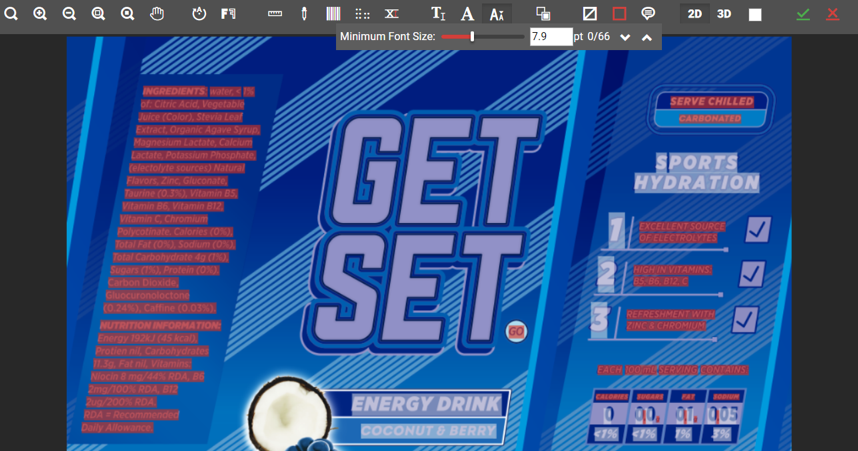 2D 3D
Minimum Font Size: 7.9 pt 0/66
INGREDIENTS: water, < 1%
of: Citric Acid, Vegetable
Juice (Color), Stevia Leaf
Extract, Organic Agave Syrup,
Magnesium Lactate, Calcium
Lactate, Potassium Phosphate,
(electolyte sources) Natural
Flavors, Zinc, Gluconate,
Taurine (0.3%), Vitamin B5,
Vitamin B6, Vitamin B12,
Vitamin C, Chromium
Polycotinate, Calories (0%),
Total Fat (0%), Sodium (0%),
Total Carbohydrate 4g (1%),
Sugars (1%), Protein (0%),
Carbon Dioxide,
Glucouronolectone
(0.24%), Caffine (0.03%).
NUTRITION INFORMATION:
Energy 192kJ (45 kcal),
Protien nil, Carbohydrates
11.3g, Fat nil, Vitamins:
Niacin 8 mg/44% RDA, B6
2mg/100% RDA, B12
2ug/200% RDA.
RDA = Recommended
Daily Allowance.
GET
SET
GO
ENERGY DRINK
COCONUT & BERRY
SERVE CHILLED
CARBONATED
SPORTS
HYDRATION
1 EXCELLENT SOURCE
OF ELECTROLYTES
2 HIGH IN VITAMINS
B5, B6, B12, C
3 REFRESHMENT WITH
ZINC & CHROMIUM
EACH 100mL SERVING CONTAINS
CALORIES SUGARS FAT SODIUM
0
<1% <1% 1% 3%